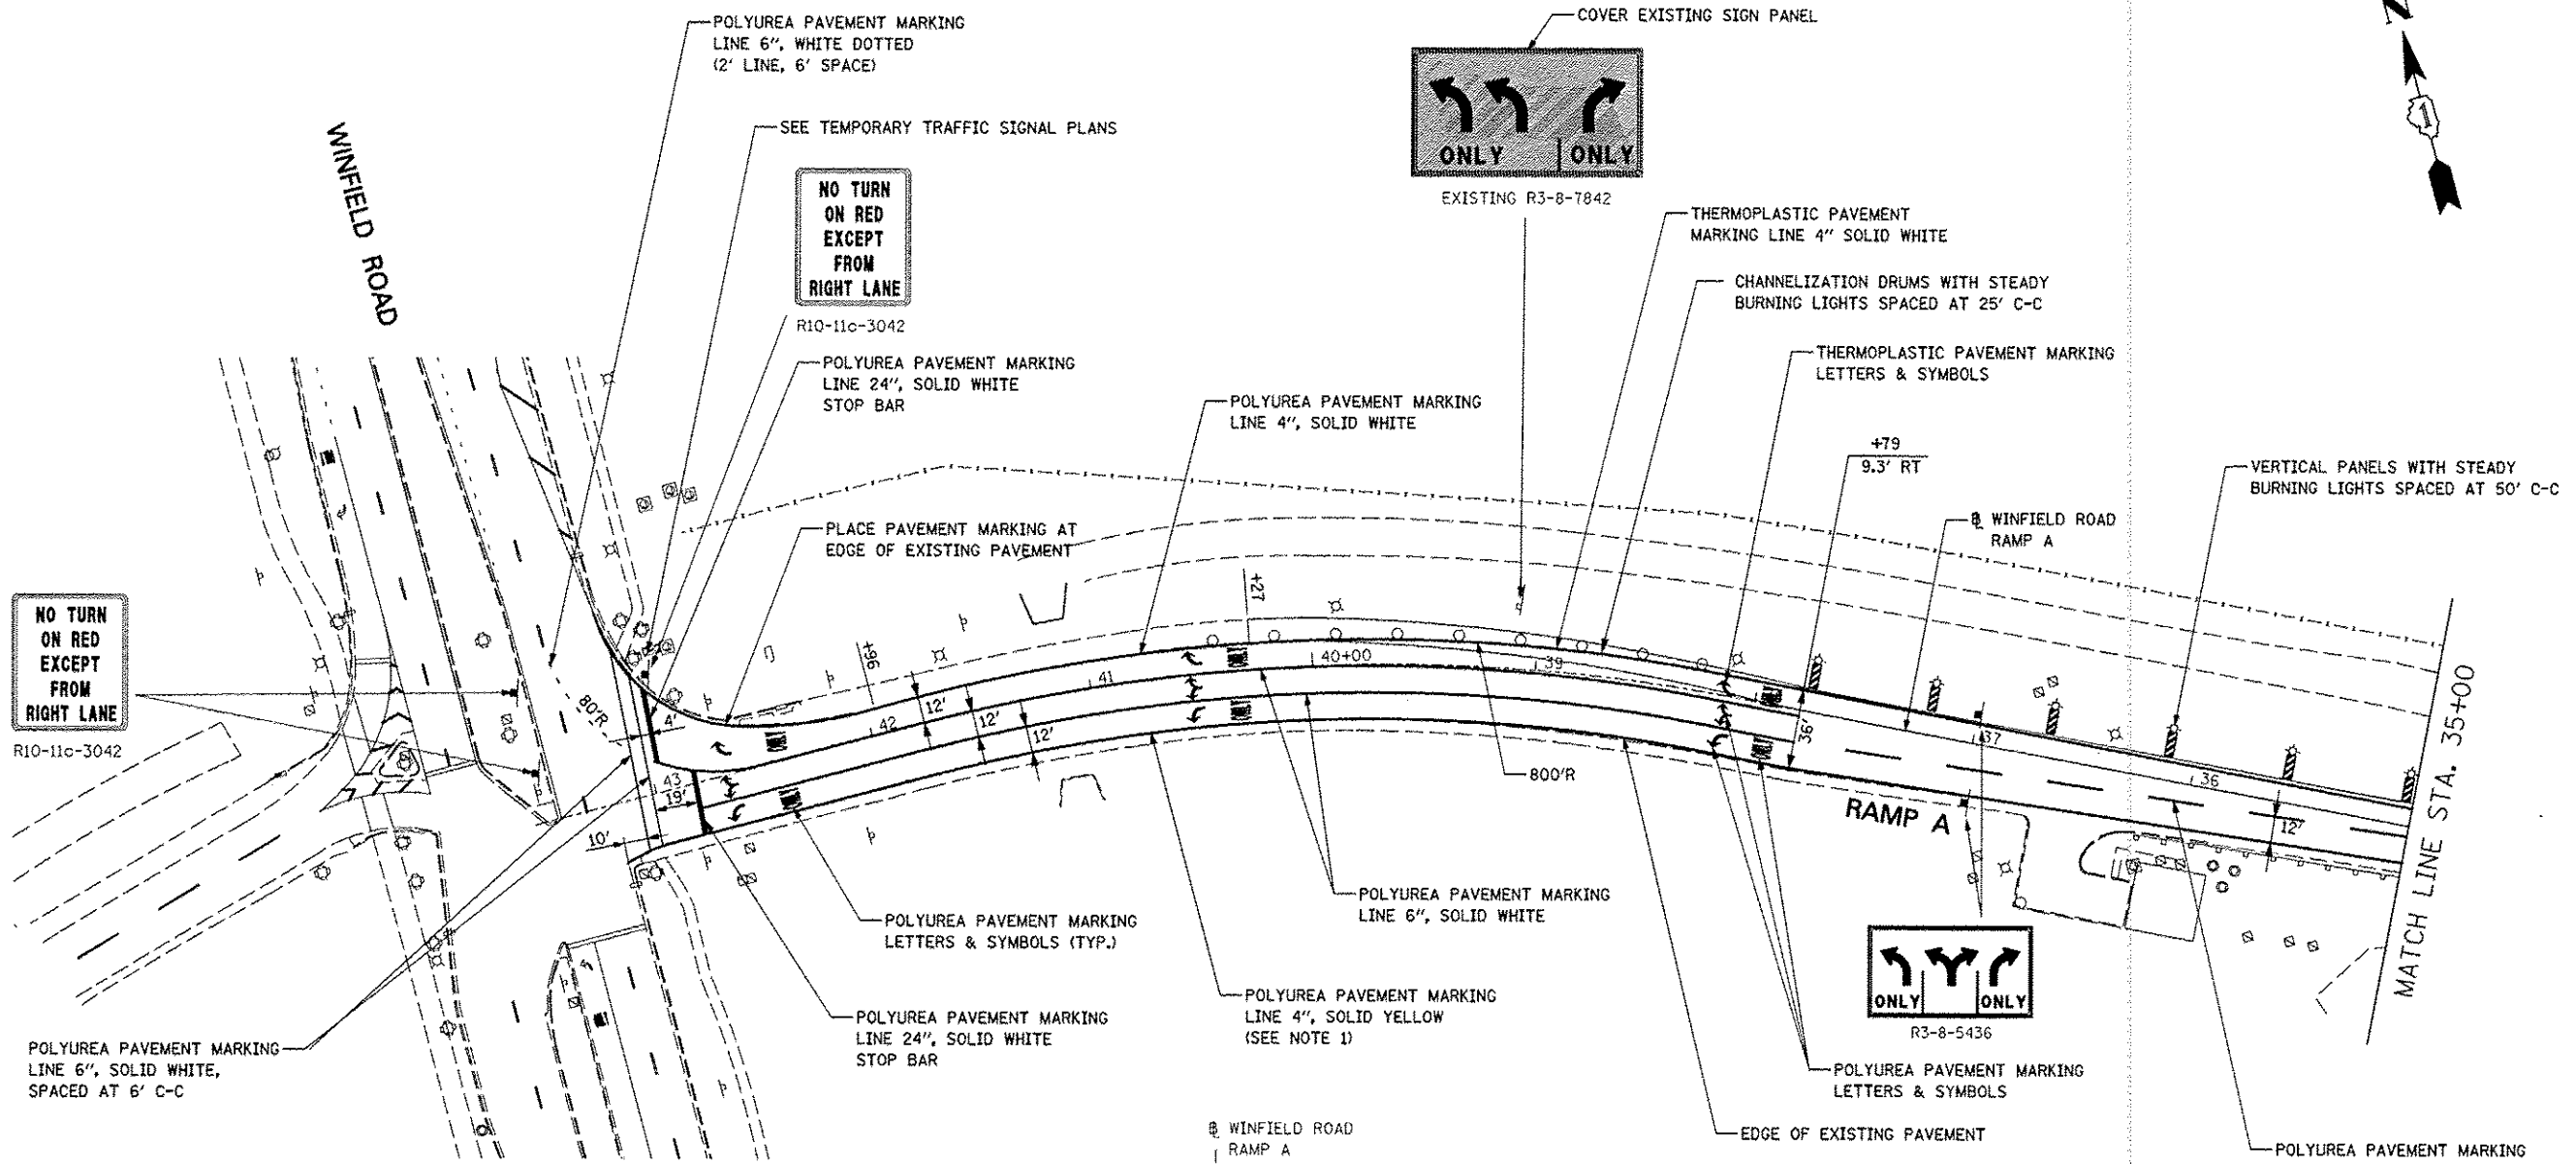 POLYUREA PAVEMENT MARKING
LINE 6", WHITE DOTTED
(2' LINE, 6' SPACE)
COVER EXISTING SIGN PANEL
N
1
SEE TEMPORARY TRAFFIC SIGNAL PLANS
WINFIELD ROAD
NO TURN
ON RED
EXCEPT
FROM
RIGHT LANE
R10-11c-3042
ONLY
ONLY
EXISTING R3-8-7842
THERMOPLASTIC PAVEMENT
MARKING LINE 4" SOLID WHITE
CHANNELIZATION DRUMS WITH STEADY
BURNING LIGHTS SPACED AT 25' C-C
POLYUREA PAVEMENT MARKING
LINE 24", SOLID WHITE
STOP BAR
THERMOPLASTIC PAVEMENT MARKING
LETTERS & SYMBOLS
POLYUREA PAVEMENT MARKING
LINE 4", SOLID WHITE
+79
9.3' RT
VERTICAL PANELS WITH STEADY
BURNING LIGHTS SPACED AT 50' C-C
PLACE PAVEMENT MARKING AT
EDGE OF EXISTING PAVEMENT
WINFIELD ROAD
RAMP A
NO TURN
ON RED
EXCEPT
FROM
RIGHT LANE
R10-11c-3042
+27
+96
80'R
4'
42
12'
12'
12'
41
40+00
39
36'
37
36
12'
43
19'
10'
800'R
RAMP A
MATCH LINE STA. 35+00
POLYUREA PAVEMENT MARKING
LETTERS & SYMBOLS (TYP.)
POLYUREA PAVEMENT MARKING
LINE 6", SOLID WHITE
ONLY
ONLY
R3-8-5436
POLYUREA PAVEMENT MARKING
LINE 24", SOLID WHITE
STOP BAR
POLYUREA PAVEMENT MARKING
LINE 4", SOLID YELLOW
(SEE NOTE 1)
POLYUREA PAVEMENT MARKING
LINE 6", SOLID WHITE,
SPACED AT 6' C-C
POLYUREA PAVEMENT MARKING
LETTERS & SYMBOLS
WINFIELD ROAD
RAMP A
EDGE OF EXISTING PAVEMENT
POLYUREA PAVEMENT MARKING